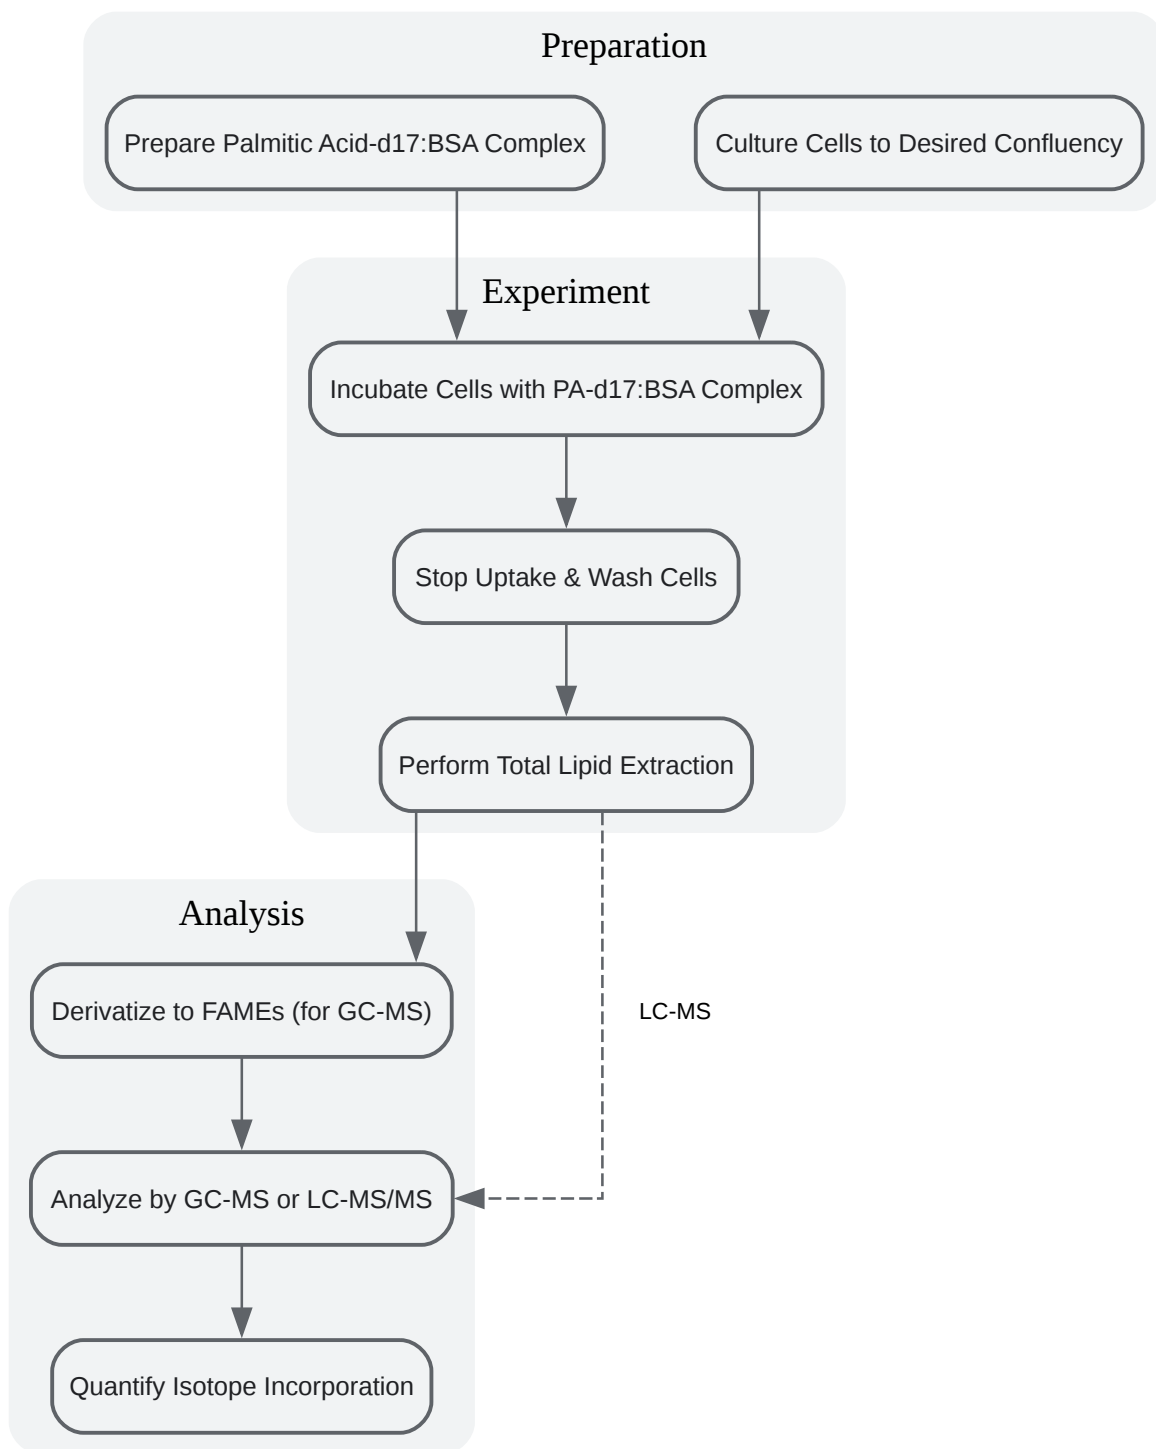 Preparation
Prepare Palmitic Acid-d17:BSA Complex
Culture Cells to Desired Confluency
Experiment
Incubate Cells with PA-d17:BSA Complex
Stop Uptake & Wash Cells
Perform Total Lipid Extraction
Analysis
Derivatize to FAMEs (for GC-MS)
LC-MS
Analyze by GC-MS or LC-MS/MS
Quantify Isotope Incorporation